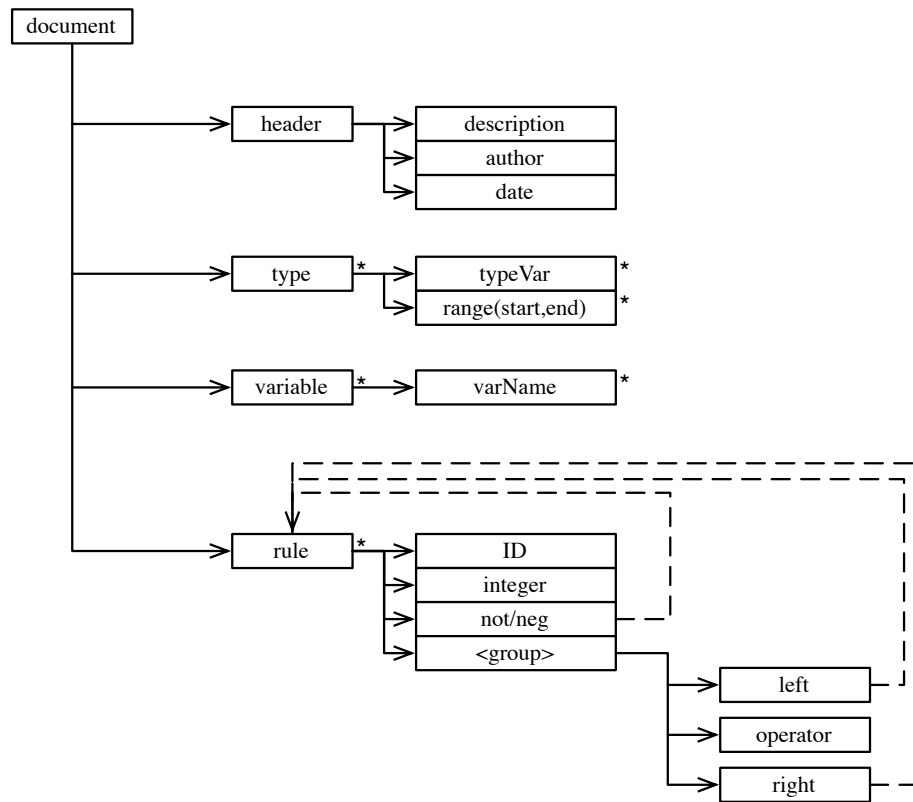 document
header
description
author
date
type *
typeVar *
range(start,end) *
variable *
varName *
rule *
ID
integer
not/neg
<group>
left
operator
right